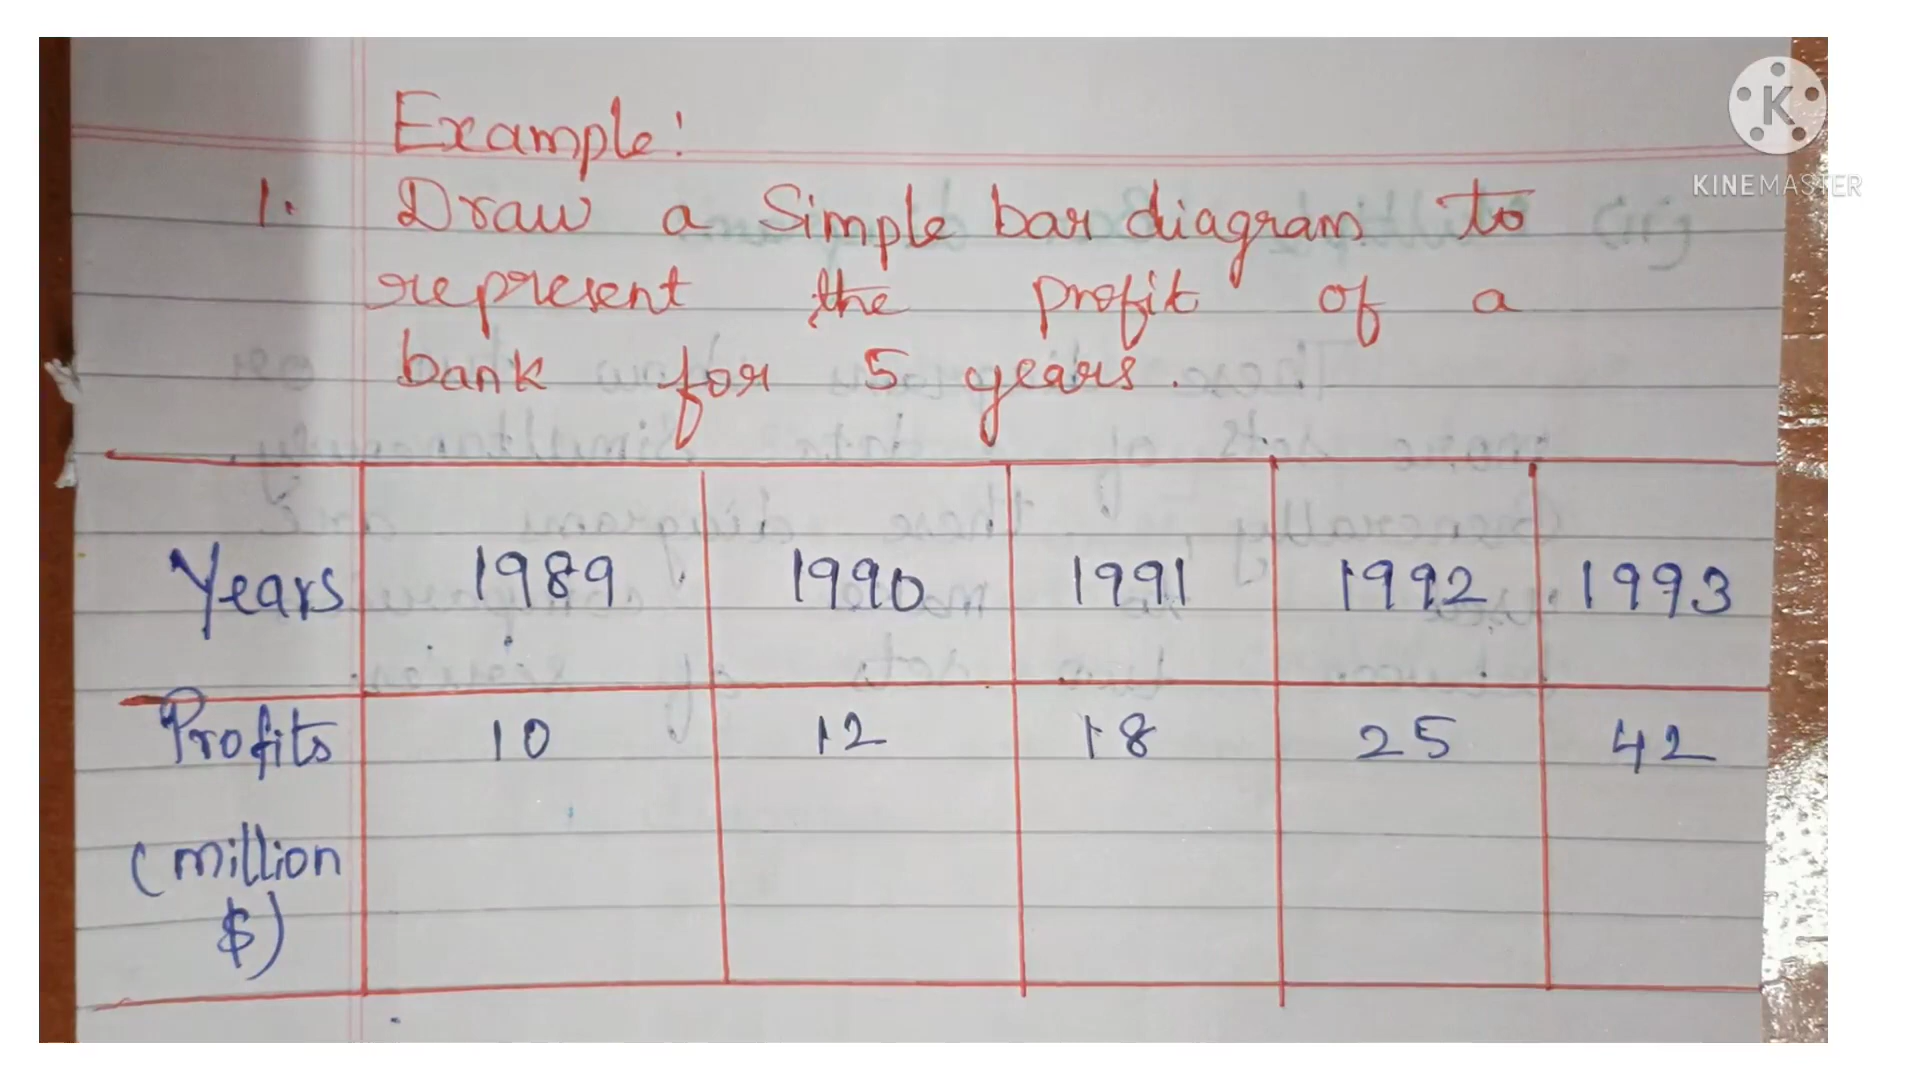 Example:
1. Draw a Simple bar diagram to
represent the profit of a
bank for 5 years.
Years 1989 1990 1991 1992 1993
Profits 10 12 18 25 42
(million
$)
K
KINEMASTER